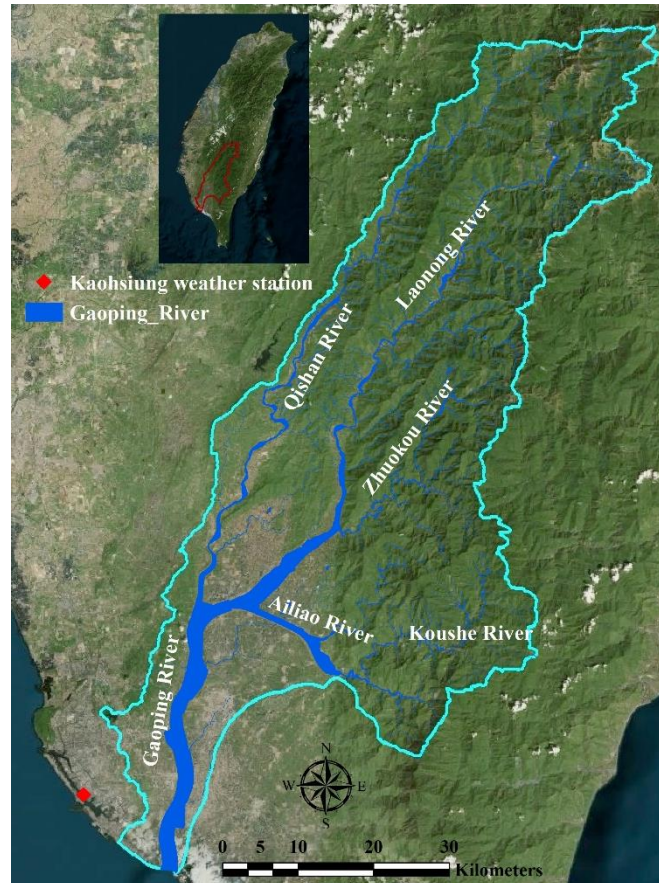 Kaohsiung weather station
Gaoping_River
Laonong River
Qishan River
Zhuokou River
Ailiao River
Koushe River
Gaoping River
N
W E
S
0 5 10 20 30
Kilometers